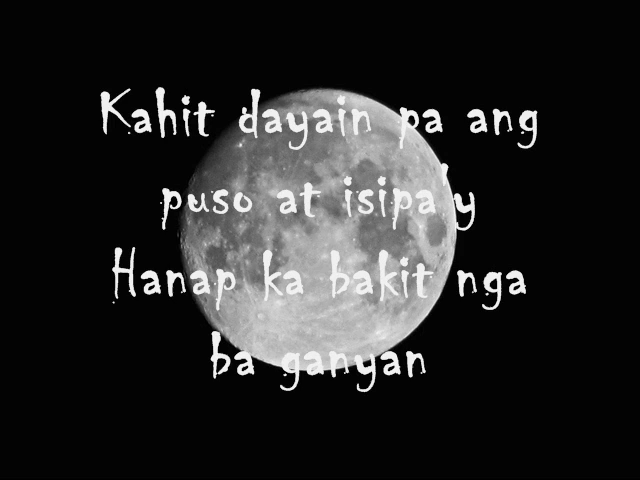 Kahit dayain pa ang
puso at isipa'y
Hanap ka bakit nga
ba ganyan